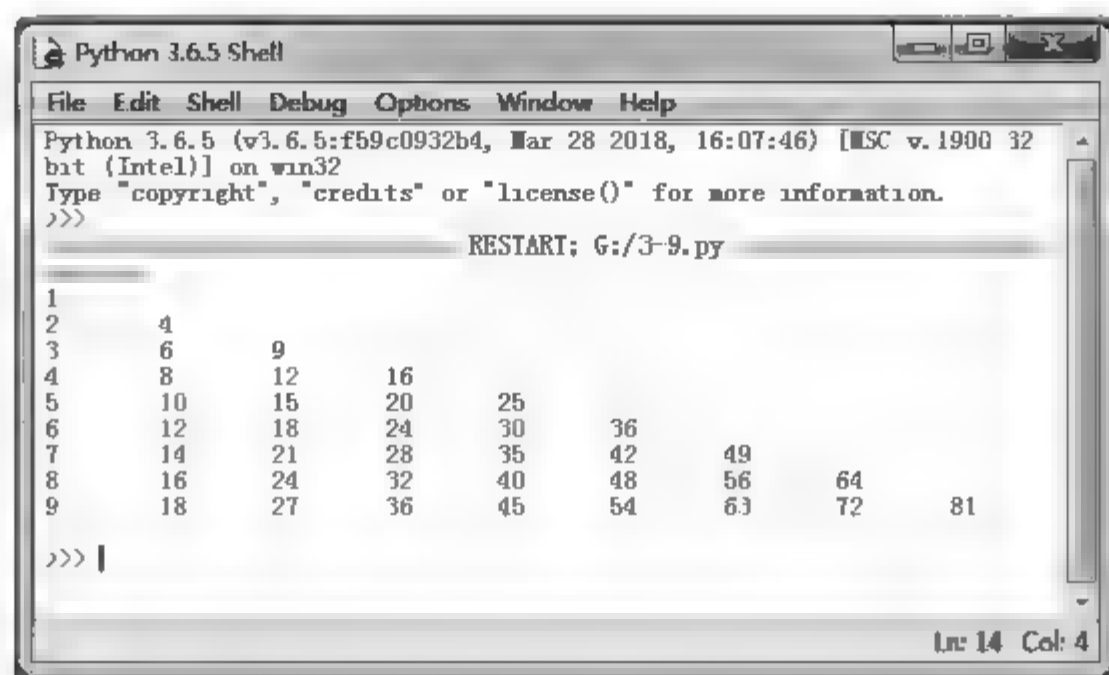 Python 3.6.5 Shell
File Edit Shell Debug Options Window Help
Python 3.6.5 (v3.6.5:f59c0932b4, Mar 28 2018, 16:07:46) [MSC v.1900 32
bit (Intel)] on win32
Type "copyright", "credits" or "license()" for more information.
>>>
RESTART: G:/3-9.py
1
2 4
3 6 9
4 8 12 16
5 10 15 20 25
6 12 18 24 30 36
7 14 21 28 35 42 49
8 16 24 32 40 48 56 64
9 18 27 36 45 54 63 72 81
>>>
Ln: 14 Col: 4